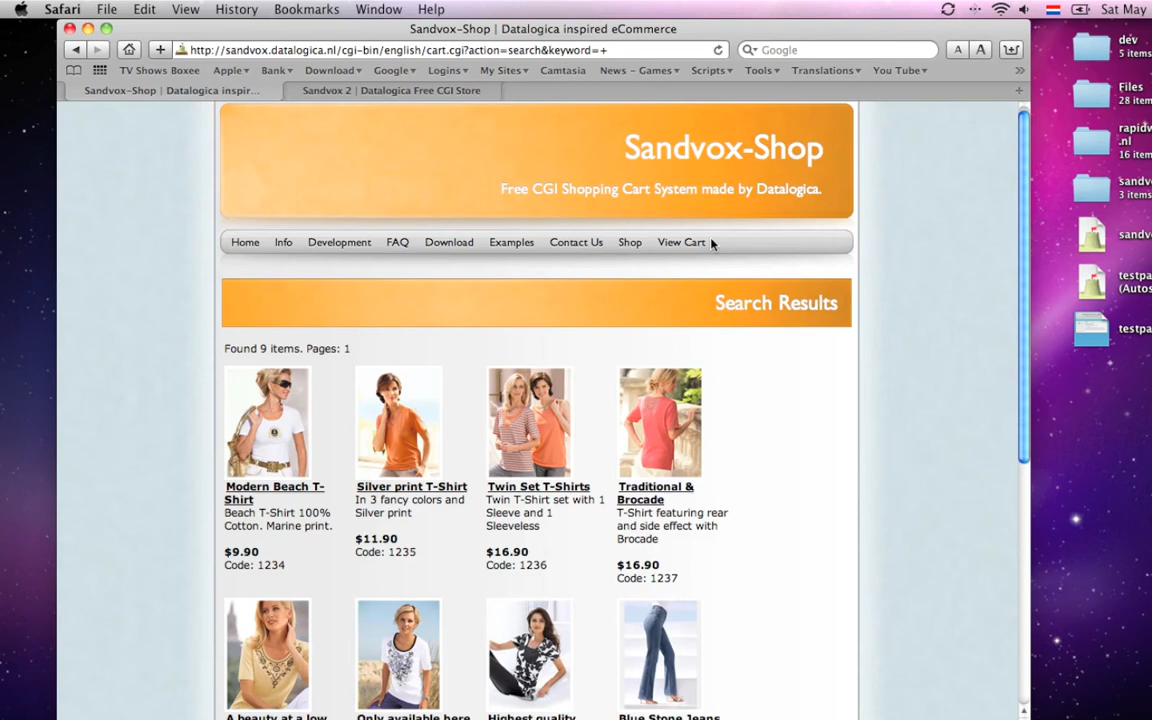 Safari File Edit View History Bookmarks Window Help Sat May
Sandvox-Shop | Datalogica inspired eCommerce
http://sandvox.datalogica.nl/cgi-bin/english/cart.cgi?action=search&keyword=+
Google
A A
TV Shows Boxee Apple Bank Download Google Logins My Sites Camtasia News - Games Scripts Tools Translations You Tube
Sandvox-Shop | Datalogica inspir...
Sandvox 2 | Datalogica Free CGI Store
Sandvox-Shop
Free CGI Shopping Cart System made by Datalogica.
Home Info Development FAQ Download Examples Contact Us Shop View Cart
Search Results
Found 9 items. Pages: 1
Modern Beach T-
Shirt
Beach T-Shirt 100%
Cotton. Marine print.
$9.90
Code: 1234
Silver print T-Shirt
In 3 fancy colors and
Silver print
$11.90
Code: 1235
Twin Set T-Shirts
Twin T-Shirt set with 1
Sleeve and 1
Sleeveless
$16.90
Code: 1236
Traditional &
Brocade
T-Shirt featuring rear
and side effect with
Brocade
$16.90
Code: 1237
A beauty at a low
Only available here
Highest quality
Blue Stone Jeans
dev
5 items
Files
28 item
rapidw
.nl
16 item
sandv
3 items
sandv
testpa
(Autos
testpa